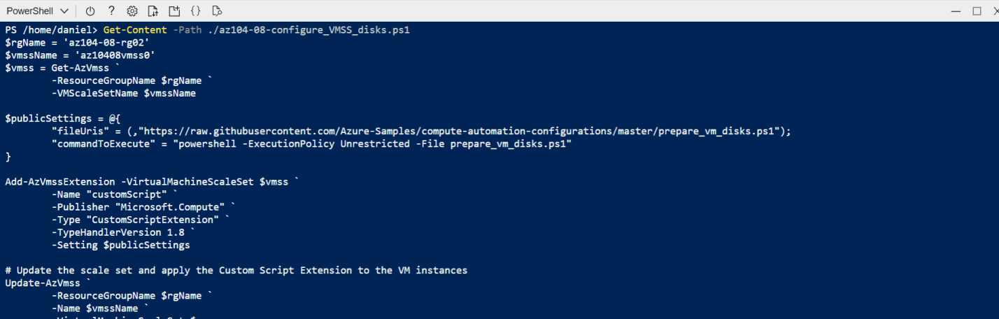 PowerShell
PS /home/daniel> Get-Content -Path ./az104-08-configure_VMSS_disks.ps1
$rgName = 'az104-08-rg02'
$vmssName = 'az10408vmss0'
$vmss = Get-AzVmss `
-ResourceGroupName $rgName `
-VMScaleSetName $vmssName
$publicSettings = @{
"fileUris" = (,"https://raw.githubusercontent.com/Azure-Samples/compute-automation-configurations/master/prepare_vm_disks.ps1");
"commandToExecute" = "powershell -ExecutionPolicy Unrestricted -File prepare_vm_disks.ps1"
}
Add-AzVmssExtension -VirtualMachineScaleSet $vmss `
-Name "customScript" `
-Publisher "Microsoft.Compute" `
-Type "CustomScriptExtension" `
-TypeHandlerVersion 1.8 `
-Setting $publicSettings
# Update the scale set and apply the Custom Script Extension to the VM instances
Update-AzVmss `
-ResourceGroupName $rgName `
-Name $vmssName `